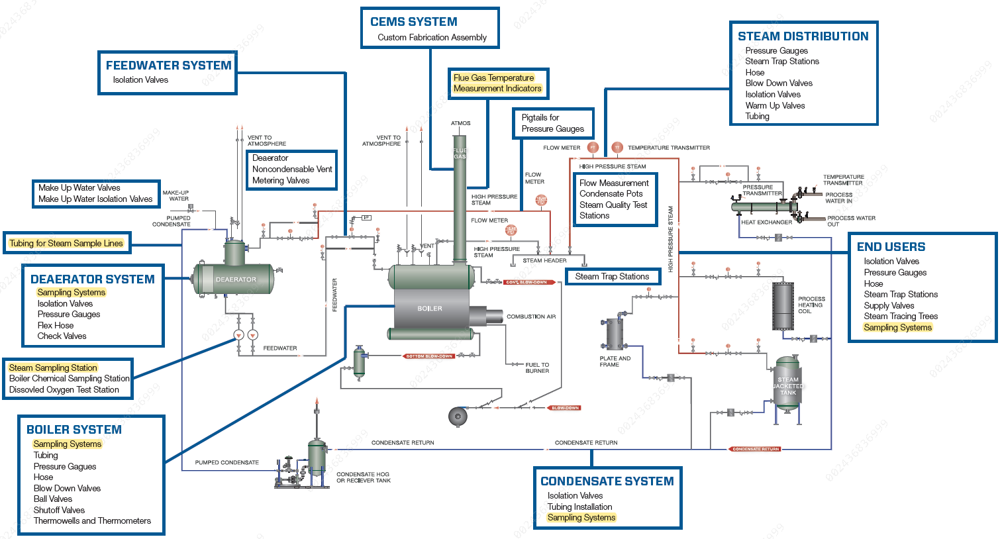 CEMS SYSTEM
Custom Fabrication Assembly
STEAM DISTRIBUTION
Pressure Gauges
Steam Trap Stations
Hose
Blow Down Valves
Isolation Valves
Warm Up Valves
Tubing
FEEDWATER SYSTEM
Isolation Valves
Flue Gas Temperature
Measurement Indicators
Pigtails for
Pressure Gauges
ATMOS
FLUE
GAS
VENT TO
ATMOSPHERE
VENT TO
ATMOSPHERE
Deaerator
Noncondensable Vent
Metering Valves
FLOW METER
FT
TT
TEMPERATURE TRANSMITTER
HIGH PRESSURE STEAM
Flow Measurement
Condensate Pots
Steam Quality Test
Stations
FLOW
METER
HIGH PRESSURE
STEAM
FLOW METER
HIGH PRESSURE
STEAM
STEAM HEADER
HIGH PRESSURE STEAM
PRESSURE
TRANSMITTER
TEMPERATURE
TRANSMITTER
PROCESS
WATER IN
PROCESS WATER
OUT
HEAT EXCHANGER
Make Up Water Valves
Make Up Water Isolation Valves
MAKE-UP
WATER
PUMPED
CONDENSATE
I/P
VENT
Tubing for Steam Sample Lines
DEAERATOR SYSTEM
Sampling Systems
Isolation Valves
Pressure Gauges
Flex Hose
Check Valves
DEAERATOR
FEEDWATER
FEEDWATER
BOILER
CONT. BLOW-DOWN
COMBUSTION AIR
BOTTOM BLOW-DOWN
FUEL TO
BURNER
BLOW-DOWN
Steam Trap Stations
PLATE AND
FRAME
PROCESS
HEATING
COIL
STEAM
JACKETED
TANK
END USERS
Isolation Valves
Pressure Gauges
Hose
Steam Trap Stations
Supply Valves
Steam Tracing Trees
Sampling Systems
Steam Sampling Station
Boiler Chemical Sampling Station
Dissovled Oxygen Test Station
BOILER SYSTEM
Sampling Systems
Tubing
Pressure Gagues
Hose
Blow Down Valves
Ball Valves
Shutoff Valves
Thermowells and Thermometers
PUMPED CONDENSATE
CONDENSATE HOG
OR RECIEVER TANK
CONDENSATE RETURN
CONDENSATE RETURN
CONDENSATE RETURN
CONDENSATE SYSTEM
Isolation Valves
Tubing Installation
Sampling Systems
002436836999